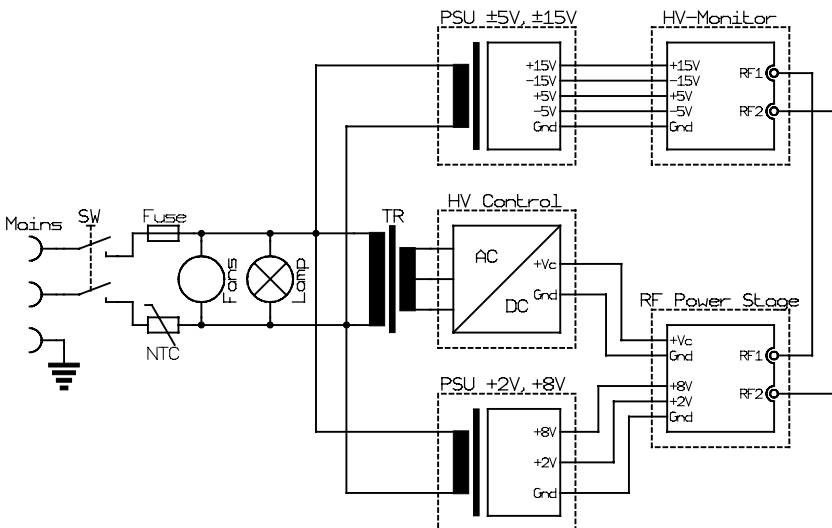 PSU ±5V, ±15V
HV-Monitor
+15V
-15V
+5V
-5V
Gnd
+15V
-15V
+5V
-5V
Gnd
RF1
RF2
Mains
SW
Fuse
Fans
Lamp
NTC
TR
HV Control
AC
DC
+Vc
Gnd
RF Power Stage
+Vc
Gnd
+8V
+2V
Gnd
RF1
RF2
PSU +2V, +8V
+8V
+2V
Gnd